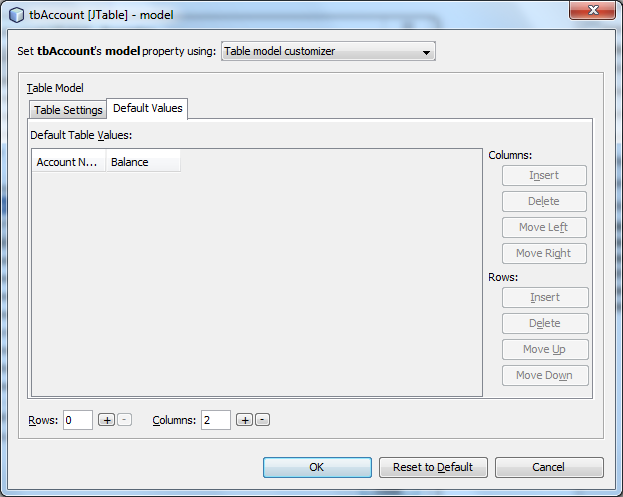 tbAccount [JTable] - model
Set tbAccount's model property using: Table model customizer
Table Model
Table Settings Default Values
Default Table Values:
Account N... Balance
Columns:
Insert
Delete
Move Left
Move Right
Rows:
Insert
Delete
Move Up
Move Down
Rows: 0 + - Columns: 2 + -
OK Reset to Default Cancel